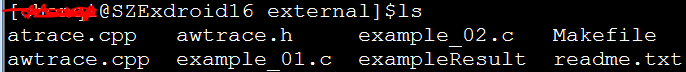 @SZExdroid16 external]$ls
atrace.cpp awtrace.h example_02.c Makefile
awtrace.cpp example_01.c exampleResult readme.txt